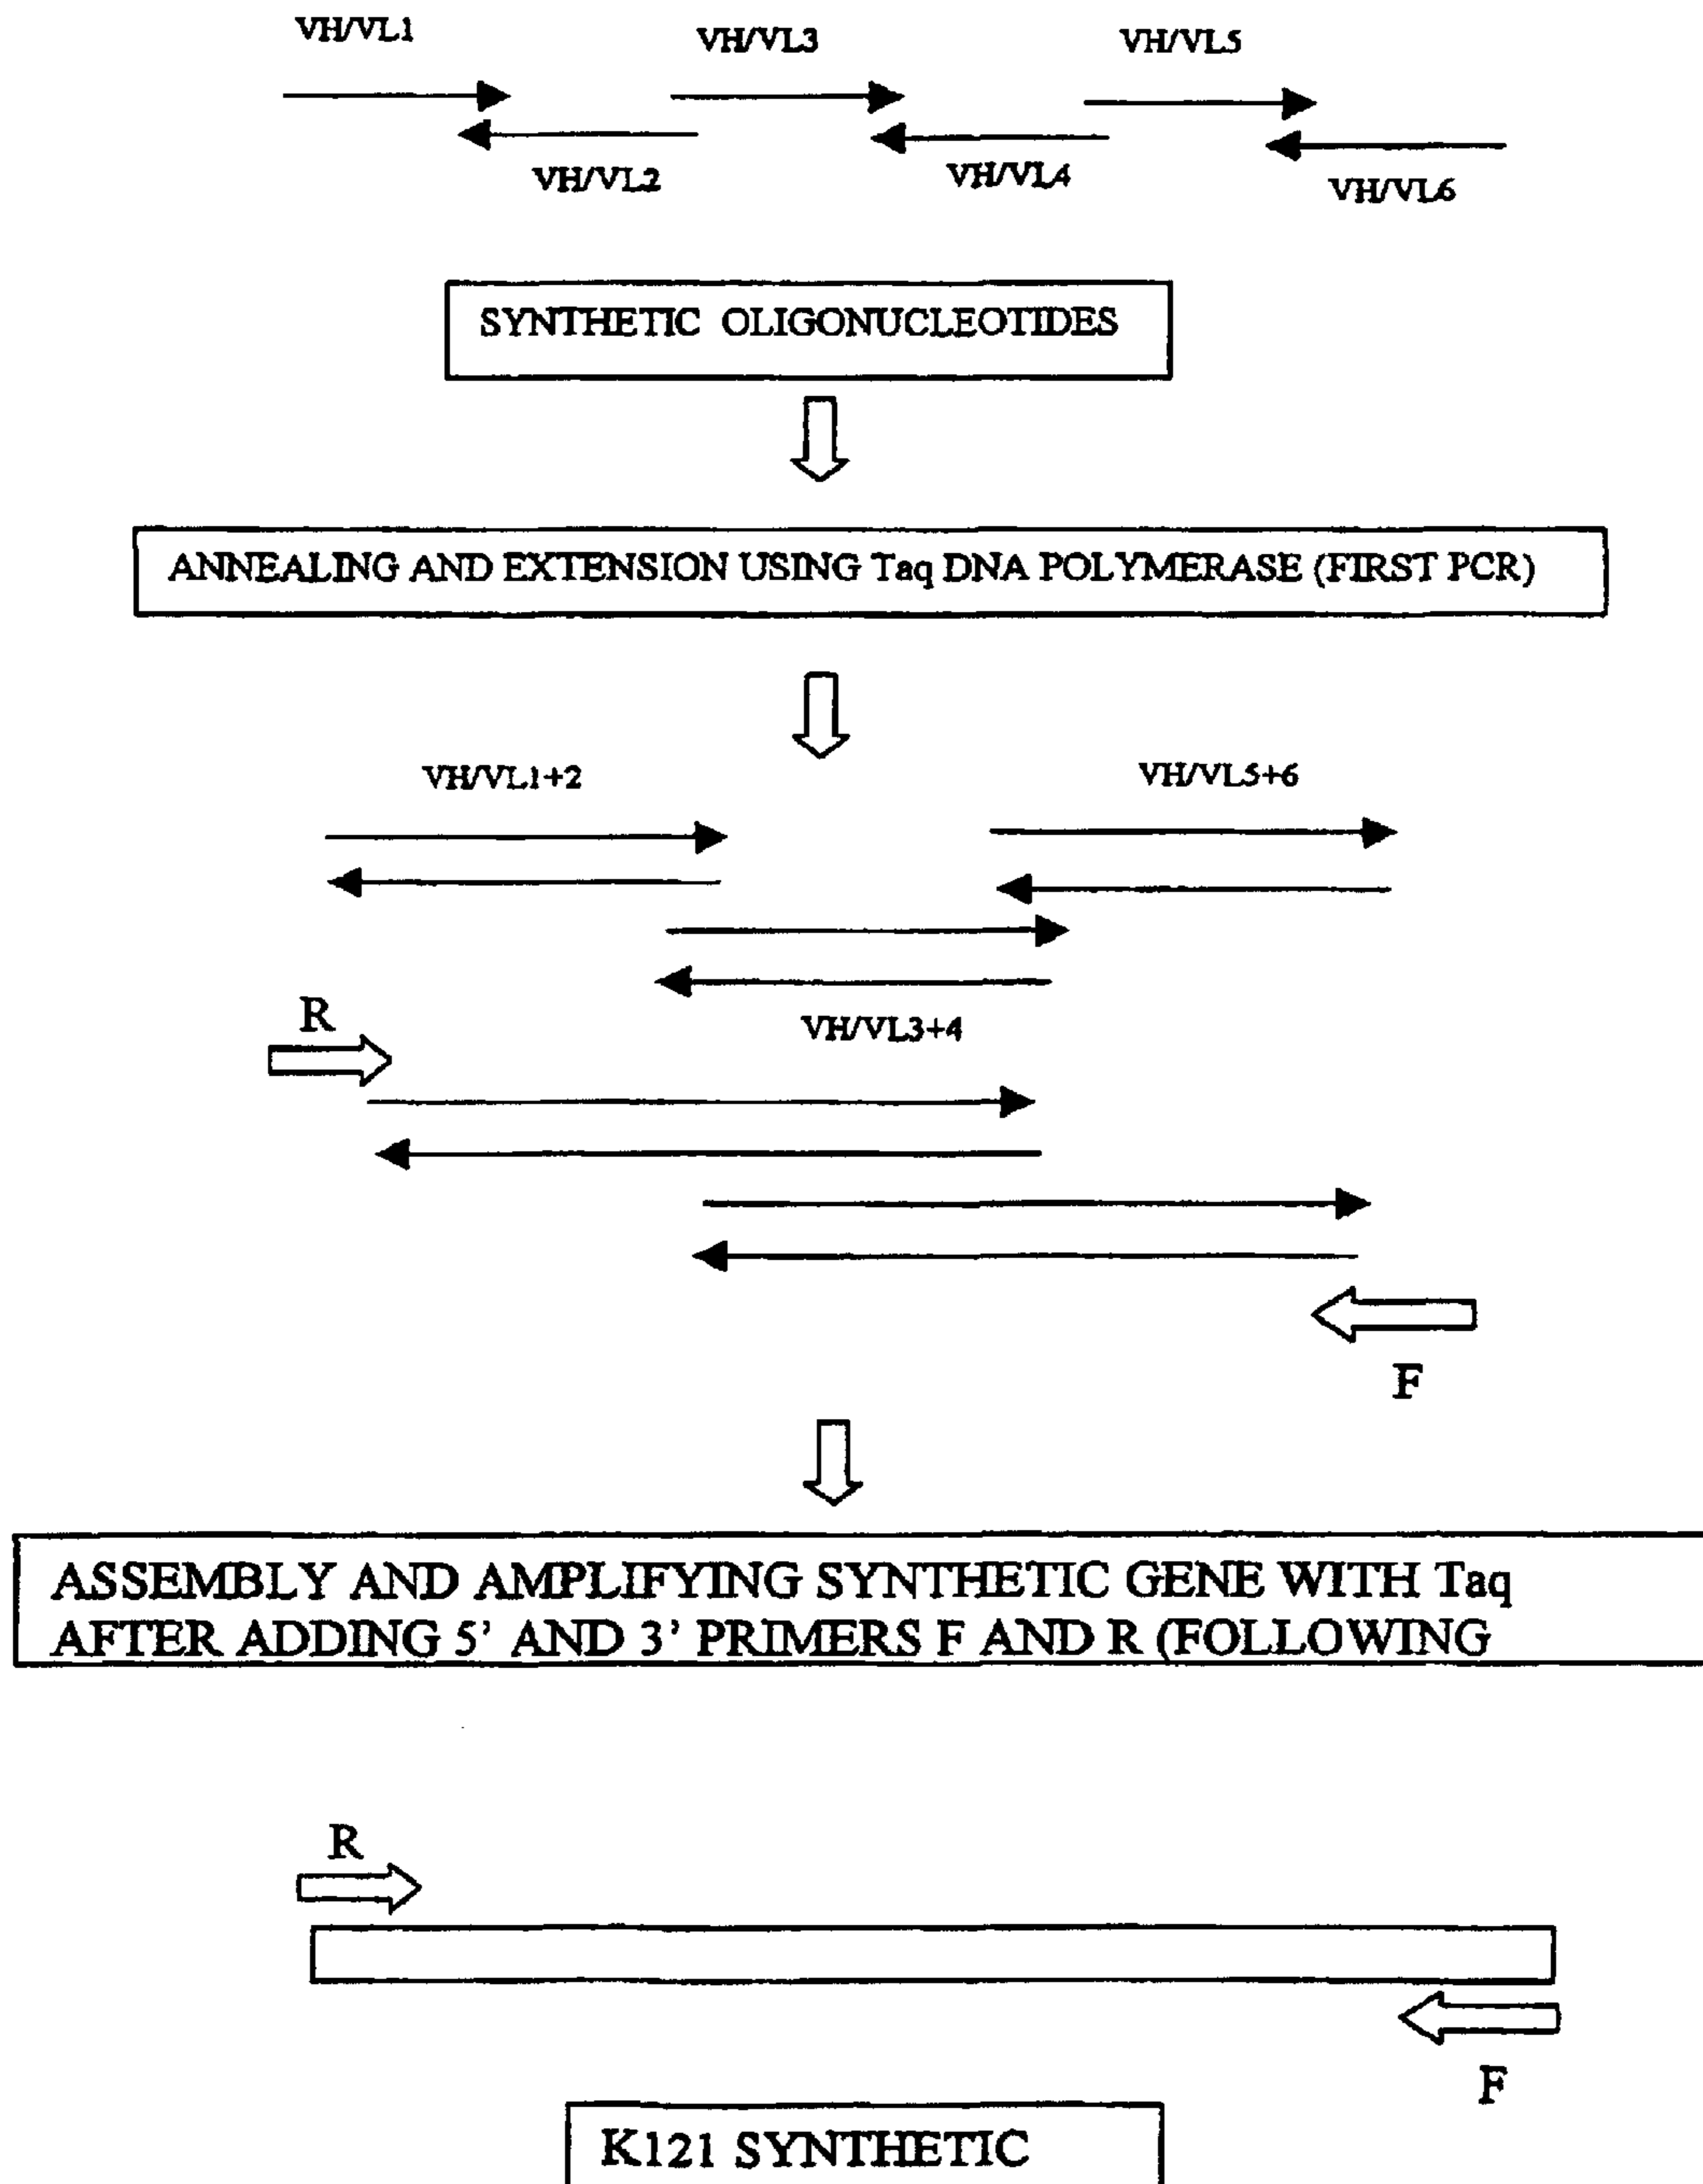 VH/VL1
VH/VL3
VH/VL5
VH/VL2
VH/VL4
VH/VL6
SYNTHETIC OLIGONUCLEOTIDES
ANNEALING AND EXTENSION USING Taq DNA POLYMERASE (FIRST PCR)
VH/VL1+2
VH/VL5+6
R
VH/VL3+4
F
ASSEMBLY AND AMPLIFYING SYNTHETIC GENE WITH Taq
AFTER ADDING 5' AND 3' PRIMERS F AND R (FOLLOWING
R
F
K121 SYNTHETIC